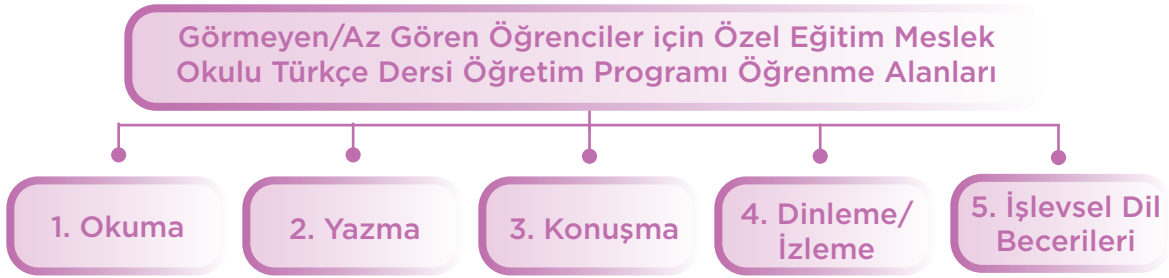 Görmeyen/Az Gören Öğrenciler için Özel Eğitim Meslek
Okulu Türkçe Dersi Öğretim Programı Öğrenme Alanları
1. Okuma
2. Yazma
3. Konuşma
4. Dinleme/
İzleme
5. İşlevsel Dil
Becerileri